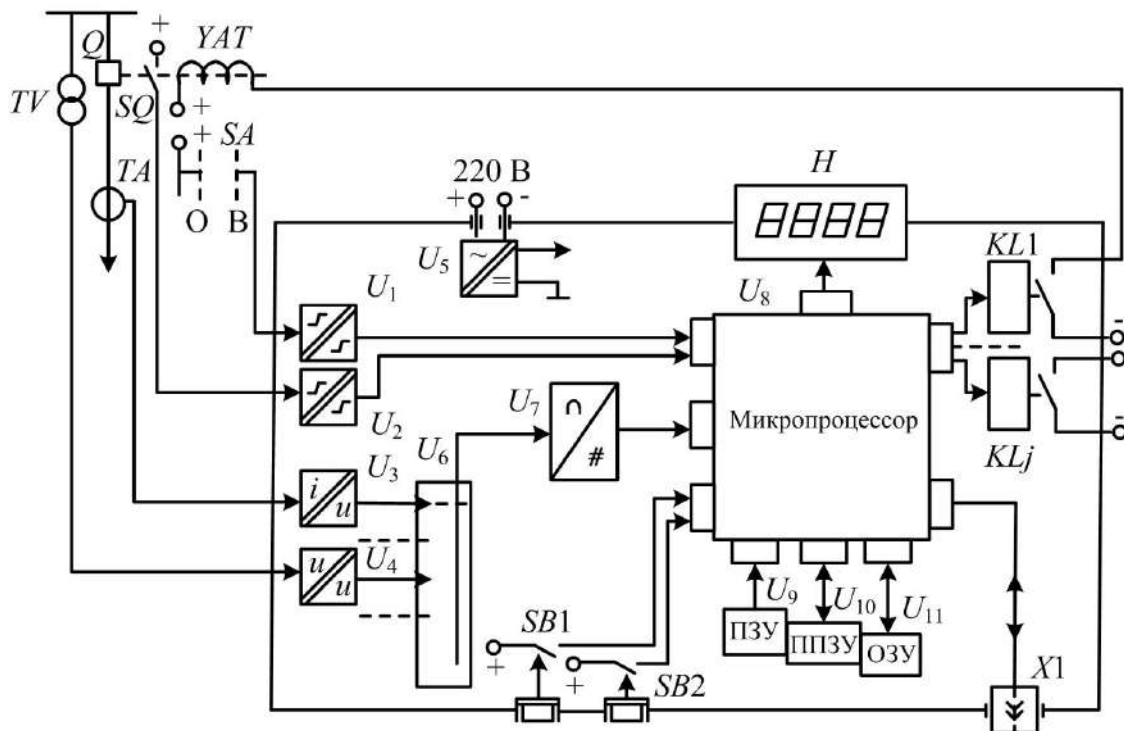 Q
+
YAT
TV
SQ
+
+
SA
TA
О
В
220 В
+
-
H
8888
U5
~
=
KL1
U1
U8
-
U2
U7
∩
#
Микропроцессор
U6
KLj
-
U3
i
u
U4
u
u
U9
U10
U11
SB1
ПЗУ
ППЗУ
ОЗУ
+
+
SB2
X1